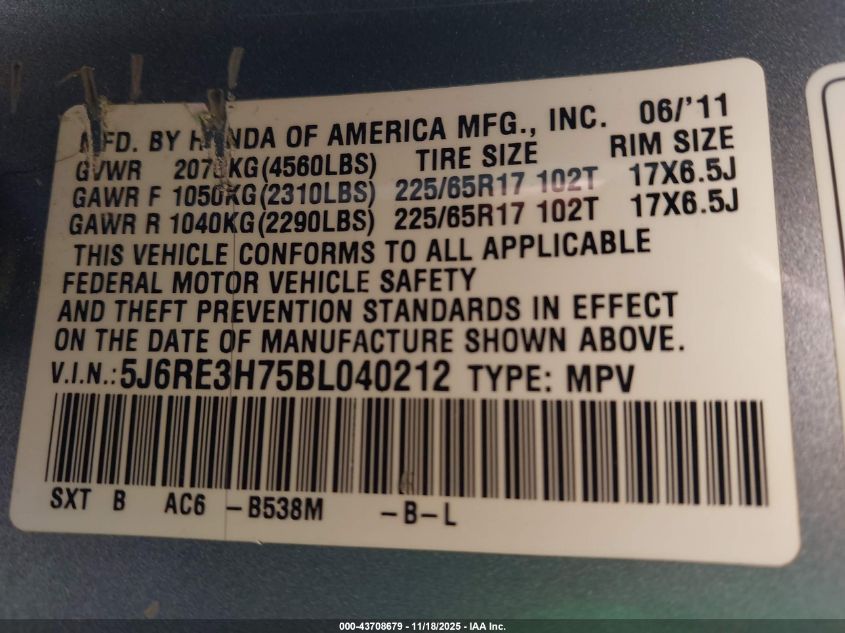 MFD. BY HONDA OF AMERICA MFG., INC. 06/'11
GVWR 2070KG(4560LBS) TIRE SIZE RIM SIZE
GAWR F 1050KG(2310LBS) 225/65R17 102T 17X6.5J
GAWR R 1040KG(2290LBS) 225/65R17 102T 17X6.5J
THIS VEHICLE CONFORMS TO ALL APPLICABLE
FEDERAL MOTOR VEHICLE SAFETY
AND THEFT PREVENTION STANDARDS IN EFFECT
ON THE DATE OF MANUFACTURE SHOWN ABOVE.
V.I.N.:5J6RE3H75BL040212 TYPE: MPV
SXT B AC6 -B538M -B-L
000-43708679 - 11/18/2025 - IAA Inc.